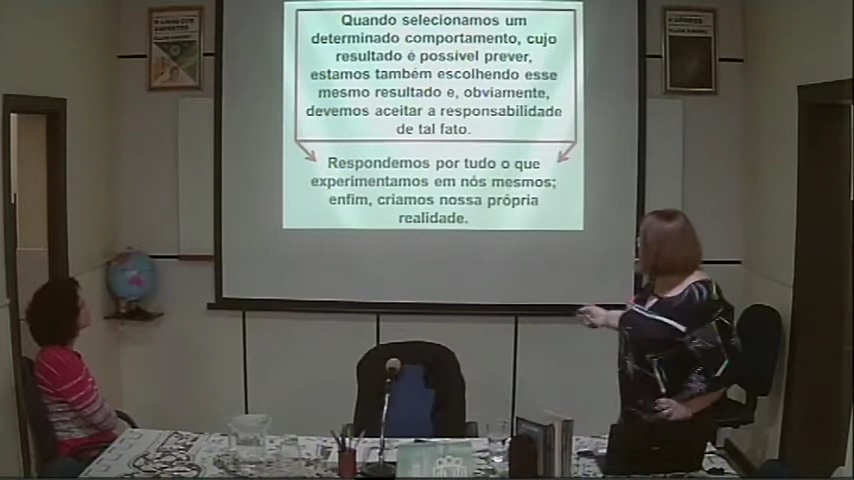 Quando selecionamos um
determinado comportamento, cujo
resultado é possível prever,
estamos também escolhendo esse
mesmo resultado e, obviamente,
devemos aceitar a responsabilidade
de tal fato.
Respondemos por tudo o que
experimentamos em nós mesmos;
enfim, criamos nossa própria
realidade.